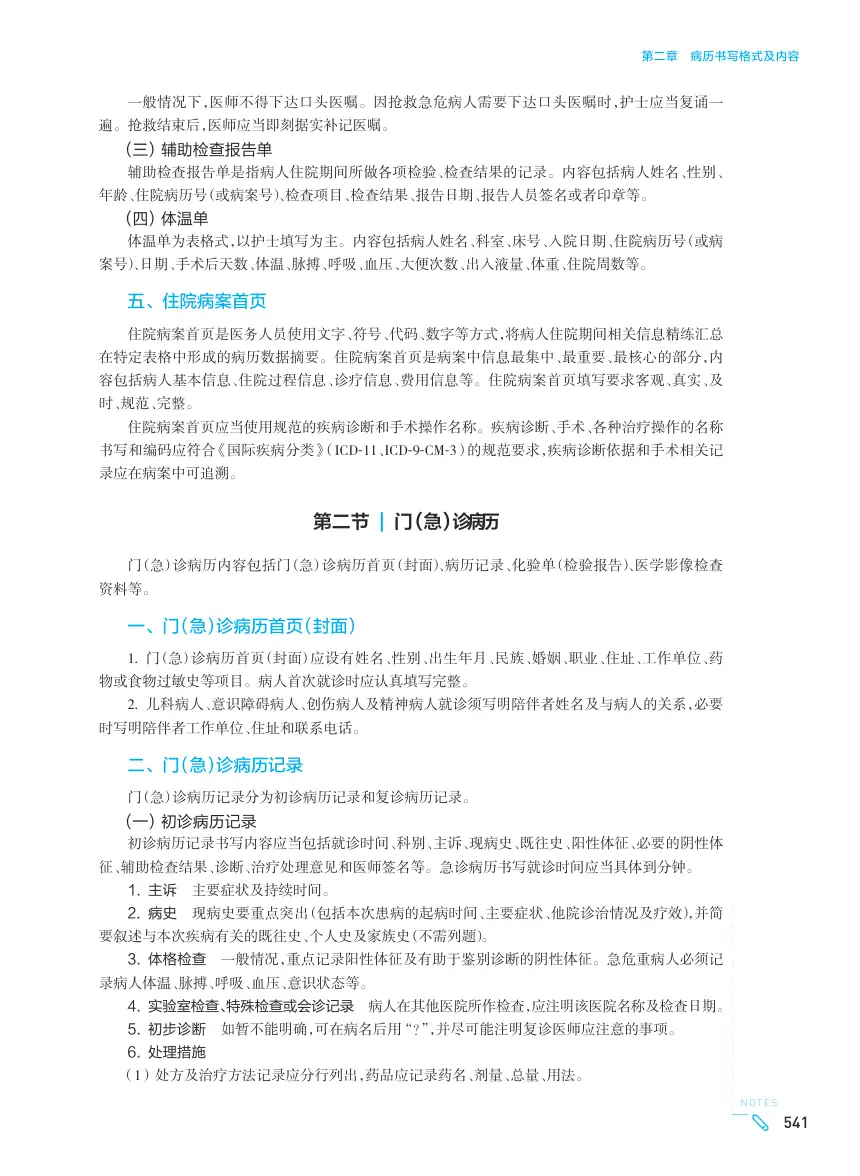 第二章 病历书写格式及内容
一般情况下,医师不得下达口头医嘱。因抢救急危病人需要下达口头医嘱时,护士应当复诵一
遍。抢救结束后,医师应当即刻据实补记医嘱。
(三) 辅助检查报告单
辅助检查报告单是指病人住院期间所做各项检验、检查结果的记录。内容包括病人姓名、性别、
年龄、住院病历号(或病案号)、检查项目、检查结果、报告日期、报告人员签名或者印章等。
(四) 体温单
体温单为表格式,以护士填写为主。内容包括病人姓名、科室、床号、入院日期、住院病历号(或病
案号)、日期、手术后天数、体温、脉搏、呼吸、血压、大便次数、出入液量、体重、住院周数等。
五、住院病案首页
住院病案首页是医务人员使用文字、符号、代码、数字等方式,将病人住院期间相关信息精练汇总
在特定表格中形成的病历数据摘要。住院病案首页是病案中信息最集中、最重要、最核心的部分,内
容包括病人基本信息、住院过程信息、诊疗信息、费用信息等。住院病案首页填写要求客观、真实、及
时、规范、完整。
住院病案首页应当使用规范的疾病诊断和手术操作名称。疾病诊断、手术、各种治疗操作的名称
书写和编码应符合《国际疾病分类》(ICD-11、ICD-9-CM-3)的规范要求,疾病诊断依据和手术相关记
录应在病案中可追溯。
第二节 | 门(急)诊病历
门(急)诊病历内容包括门(急)诊病历首页(封面)、病历记录、化验单(检验报告)、医学影像检查
资料等。
一、门(急)诊病历首页(封面)
1. 门(急)诊病历首页(封面)应设有姓名、性别、出生年月、民族、婚姻、职业、住址、工作单位、药
物或食物过敏史等项目。病人首次就诊时应认真填写完整。
2. 儿科病人、意识障碍病人、创伤病人及精神病人就诊须写明陪伴者姓名及与病人的关系,必要
时写明陪伴者工作单位、住址和联系电话。
二、门(急)诊病历记录
门(急)诊病历记录分为初诊病历记录和复诊病历记录。
(一) 初诊病历记录
初诊病历记录书写内容应当包括就诊时间、科别、主诉、现病史、既往史、阳性体征、必要的阴性体
征、辅助检查结果、诊断、治疗处理意见和医师签名等。急诊病历书写就诊时间应当具体到分钟。
1. 主诉 主要症状及持续时间。
2. 病史 现病史要重点突出(包括本次患病的起病时间、主要症状、他院诊治情况及疗效),并简
要叙述与本次疾病有关的既往史、个人史及家族史(不需列题)。
3. 体格检查 一般情况,重点记录阳性体征及有助于鉴别诊断的阴性体征。急危重病人必须记
录病人体温、脉搏、呼吸、血压、意识状态等。
4. 实验室检查、特殊检查或会诊记录 病人在其他医院所作检查,应注明该医院名称及检查日期。
5. 初步诊断 如暂不能明确,可在病名后用“?”,并尽可能注明复诊医师应注意的事项。
6. 处理措施
(1) 处方及治疗方法记录应分行列出,药品应记录药名、剂量、总量、用法。
NOTES
541